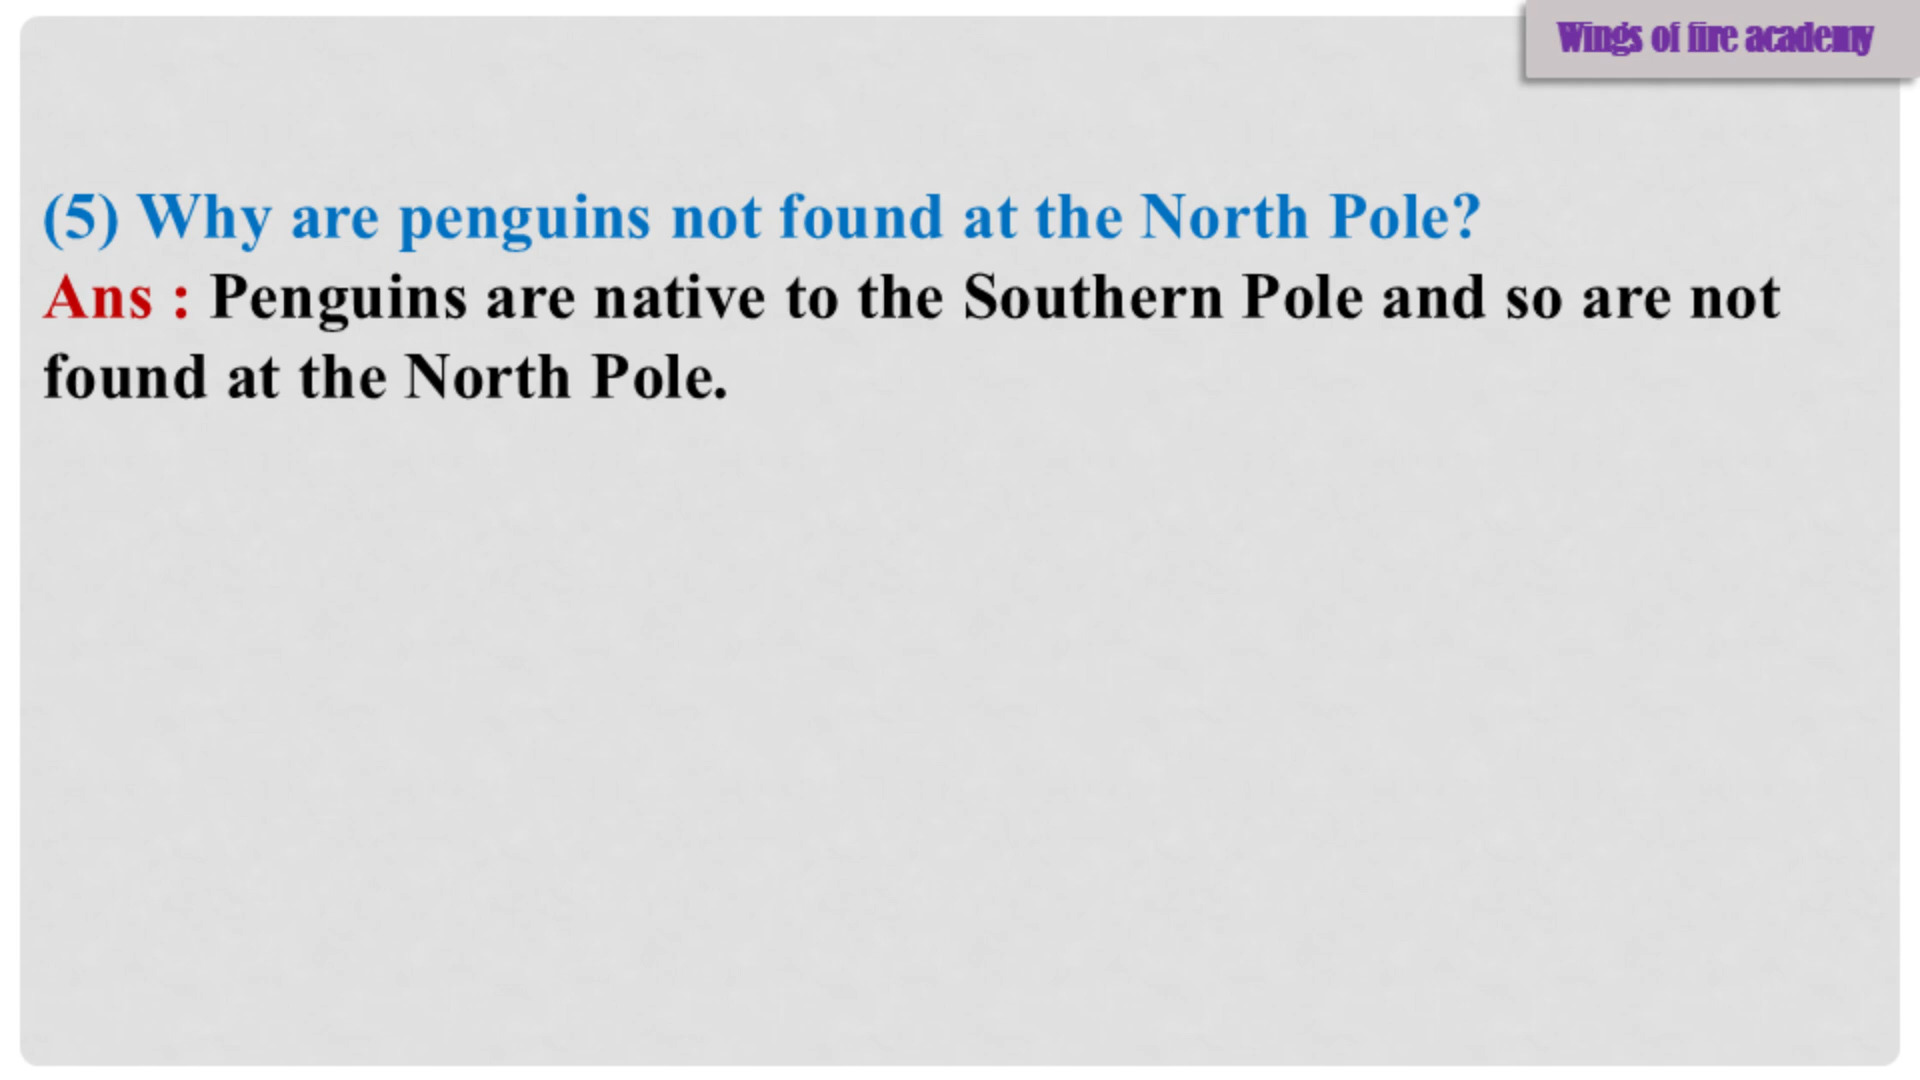 Wings of fire academy
(5) Why are penguins not found at the North Pole?
Ans : Penguins are native to the Southern Pole and so are not
found at the North Pole.